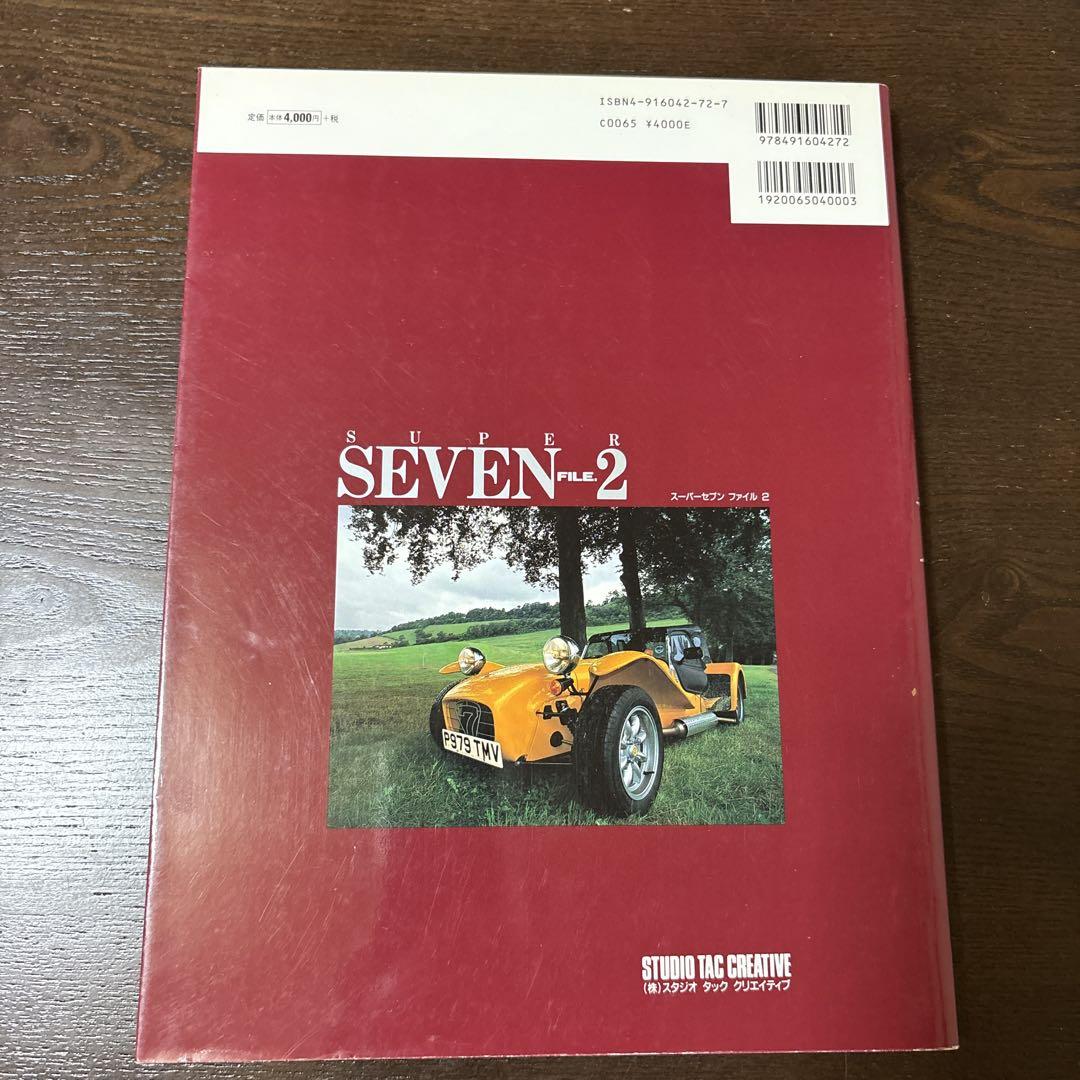 ISBN4-916042-72-7
定価 本体4,000円 +税
C0065 ¥4000E
978491604272
1920065040003
SUPER
SEVEN FILE.2
スーパーセブン ファイル 2
7
P979 TMV
STUDIO TAC CREATIVE
(株)スタジオ タック クリエイティブ